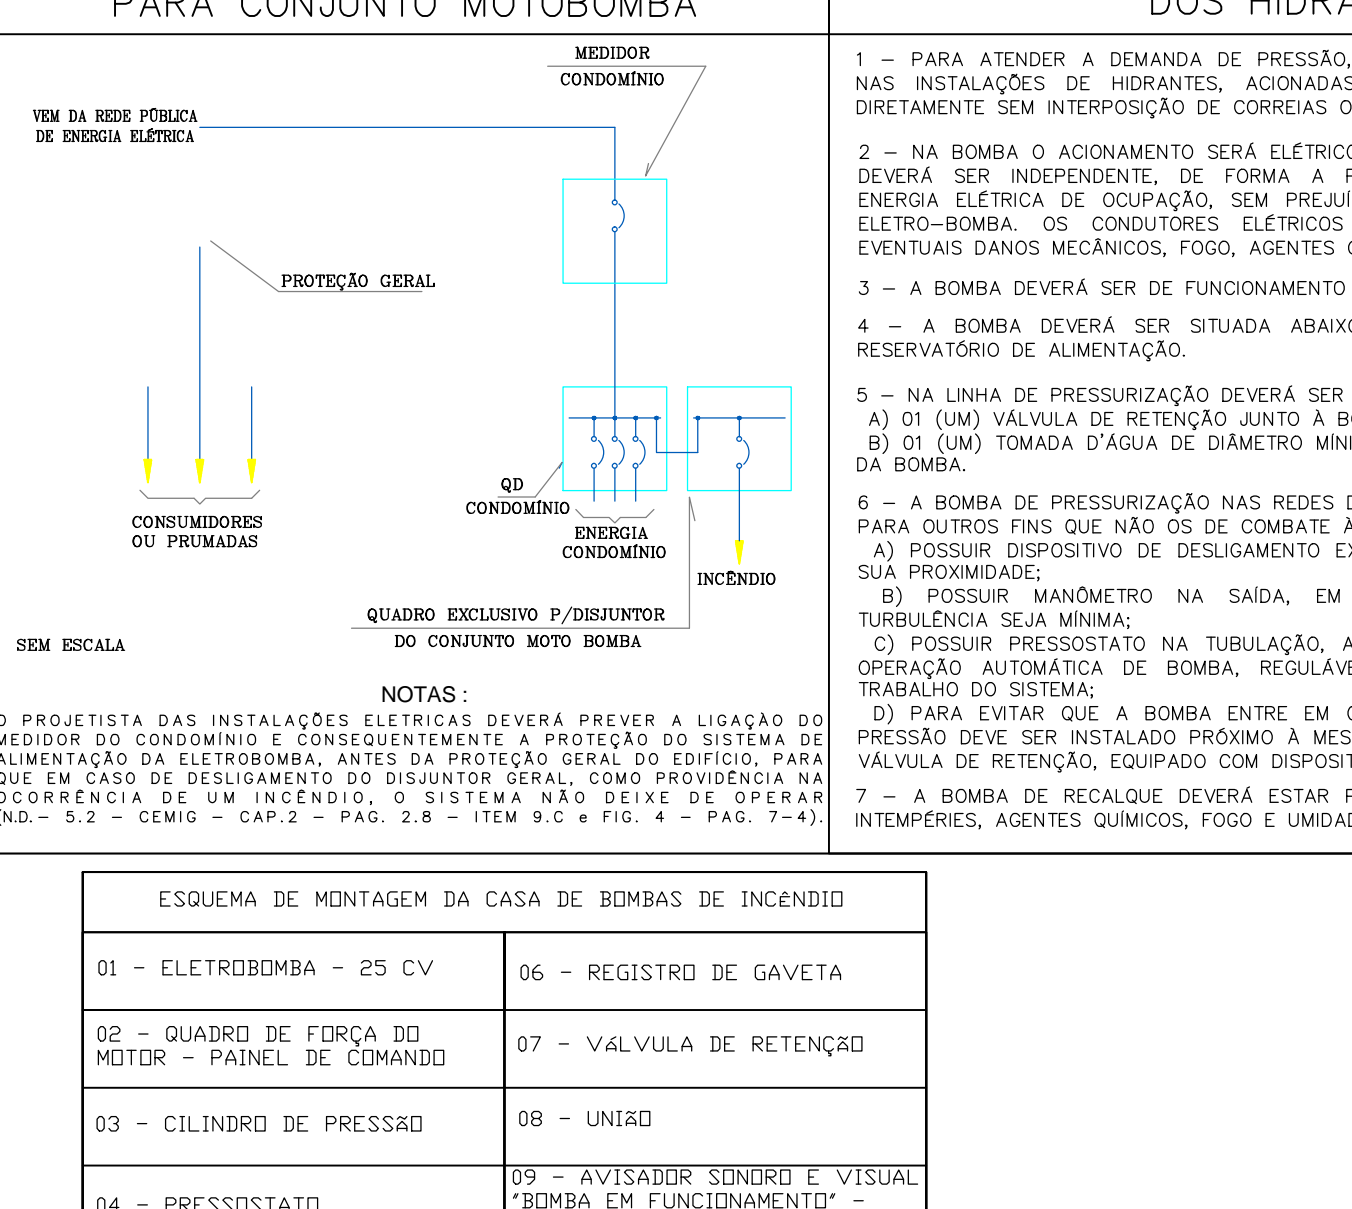 PARA CONJUNTO MOTOBOMBA
MEDIDOR
CONDOMÍNIO
VEM DA REDE PÚBLICA
DE ENERGIA ELÉTRICA
PROTEÇÃO GERAL
QD
CONDOMÍNIO
CONSUMIDORES
OU PRUMADAS
ENERGIA
CONDOMÍNIO
INCÊNDIO
QUADRO EXCLUSIVO P/DISJUNTOR
DO CONJUNTO MOTO BOMBA
SEM ESCALA
NOTAS :
O PROJETISTA DAS INSTALAÇÕES ELETRICAS DEVERÁ PREVER A LIGAÇÀO DO
MEDIDOR DO CONDOMÍNIO E CONSEQUENTEMENTE A PROTEÇÃO DO SISTEMA DE
ALIMENTAÇÃO DA ELETROBOMBA, ANTES DA PROTEÇÃO GERAL DO EDIFÍCIO, PARA
QUE EM CASO DE DESLIGAMENTO DO DISJUNTOR GERAL, COMO PROVIDÊNCIA NA
OCORRÊNCIA DE UM INCÊNDIO, O SISTEMA NÃO DEIXE DE OPERAR
(N.D.– 5.2 – CEMIG – CAP.2 – PAG. 2.8 – ITEM 9.C e FIG. 4 – PAG. 7–4).
DOS
1 – PARA ATENDER A DEMANDA DE PRESSÃO,
NAS INSTALAÇÕES DE HIDRANTES, ACIONADAS
DIRETAMENTE SEM INTERPOSIÇÃO DE CORREIAS
2 – NA BOMBA O ACIONAMENTO SERÁ ELÉTRICO
DEVERÁ SER INDEPENDENTE, DE FORMA A
ENERGIA ELÉTRICA DE OCUPAÇÃO, SEM
ELETRO–BOMBA. OS CONDUTORES ELÉTRICOS
EVENTUAIS DANOS MECÂNICOS, FOGO, AGENTES
3 – A BOMBA DEVERÁ SER DE FUNCIONAMENTO
4 – A BOMBA DEVERÁ SER SITUADA ABAIXO
RESERVATÓRIO DE ALIMENTAÇÃO.
5 – NA LINHA DE PRESSURIZAÇÃO DEVERÁ SER
A) 01 (UM) VÁLVULA DE RETENÇÃO JUNTO À
B) 01 (UM) TOMADA D'ÁGUA DE DIÂMETRO
DA BOMBA.
6 – A BOMBA DE PRESSURIZAÇÃO NAS REDES
PARA OUTROS FINS QUE NÃO OS DE COMBATE À
A) POSSUIR DISPOSITIVO DE DESLIGAMENTO
SUA PROXIMIDADE;
B) POSSUIR MANÔMETRO NA SAÍDA, EM
TURBULÊNCIA SEJA MÍNIMA;
C) POSSUIR PRESSOSTATO NA TUBULAÇÃO,
OPERAÇÃO AUTOMÁTICA DE BOMBA,
TRABALHO DO SISTEMA;
D) PARA EVITAR QUE A BOMBA ENTRE EM
PRESSÃO DEVE SER INSTALADO PRÓXIMO À
VÁLVULA DE RETENÇÃO, EQUIPADO COM
7 – A BOMBA DE RECALQUE DEVERÁ ESTAR
INTEMPÉRIES, AGENTES QUÍMICOS, FOGO E
ESQUEMA DE MONTAGEM DA CASA DE BOMBAS DE INCêNDIO
01 - ELETROBOMBA - 25 CV
06 - REGISTRO DE GAVETA
02 - QUADRO DE FORÇA DO
MOTOR - PAINEL DE COMANDO
07 - VáLVULA DE RETENÇãO
03 - CILINDRO DE PRESSãO
08 - UNIãO
04 - PRESSOSTATO
09 - AVISADOR SONORO E VISUAL
"BOMBA EM FUNCIONAMENTO" -